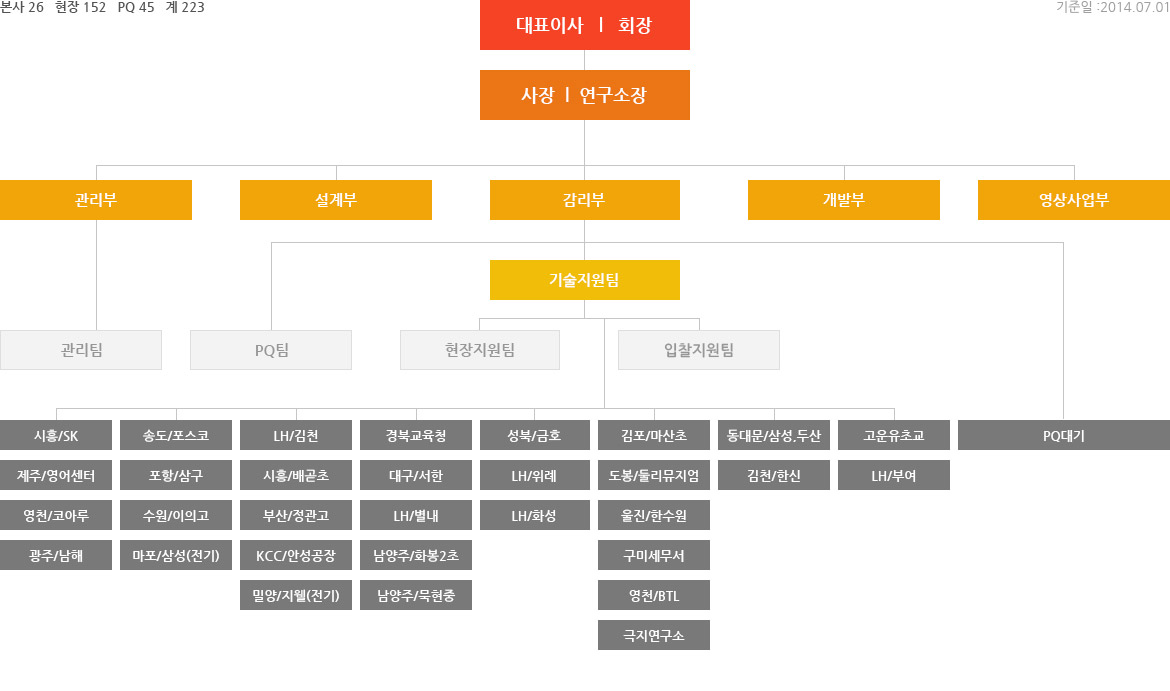 본사 26 현장 152 PQ 45 계 223
기준일 :2014.07.01
대표이사 ㅣ 회장
사장 ㅣ 연구소장
관리부 설계부 감리부 개발부 영상사업부
기술지원팀
관리팀 PQ팀 현장지원팀 입찰지원팀
시흥/SK 송도/포스코 LH/김천 경북교육청 성북/금호 김포/마산초 동대문/삼성,두산 고운유초교 PQ대기
제주/영어센터 포항/삼구 시흥/배곧초 대구/서한 LH/위례 도봉/둘리뮤지엄 김천/한신 LH/부여
영천/코아루 수원/이의고 부산/정관고 LH/별내 LH/화성 울진/한수원
광주/남해 마포/삼성(전기) KCC/안성공장 남양주/화봉2초 구미세무서
밀양/지웰(전기) 남양주/묵현중 영천/BTL
극지연구소